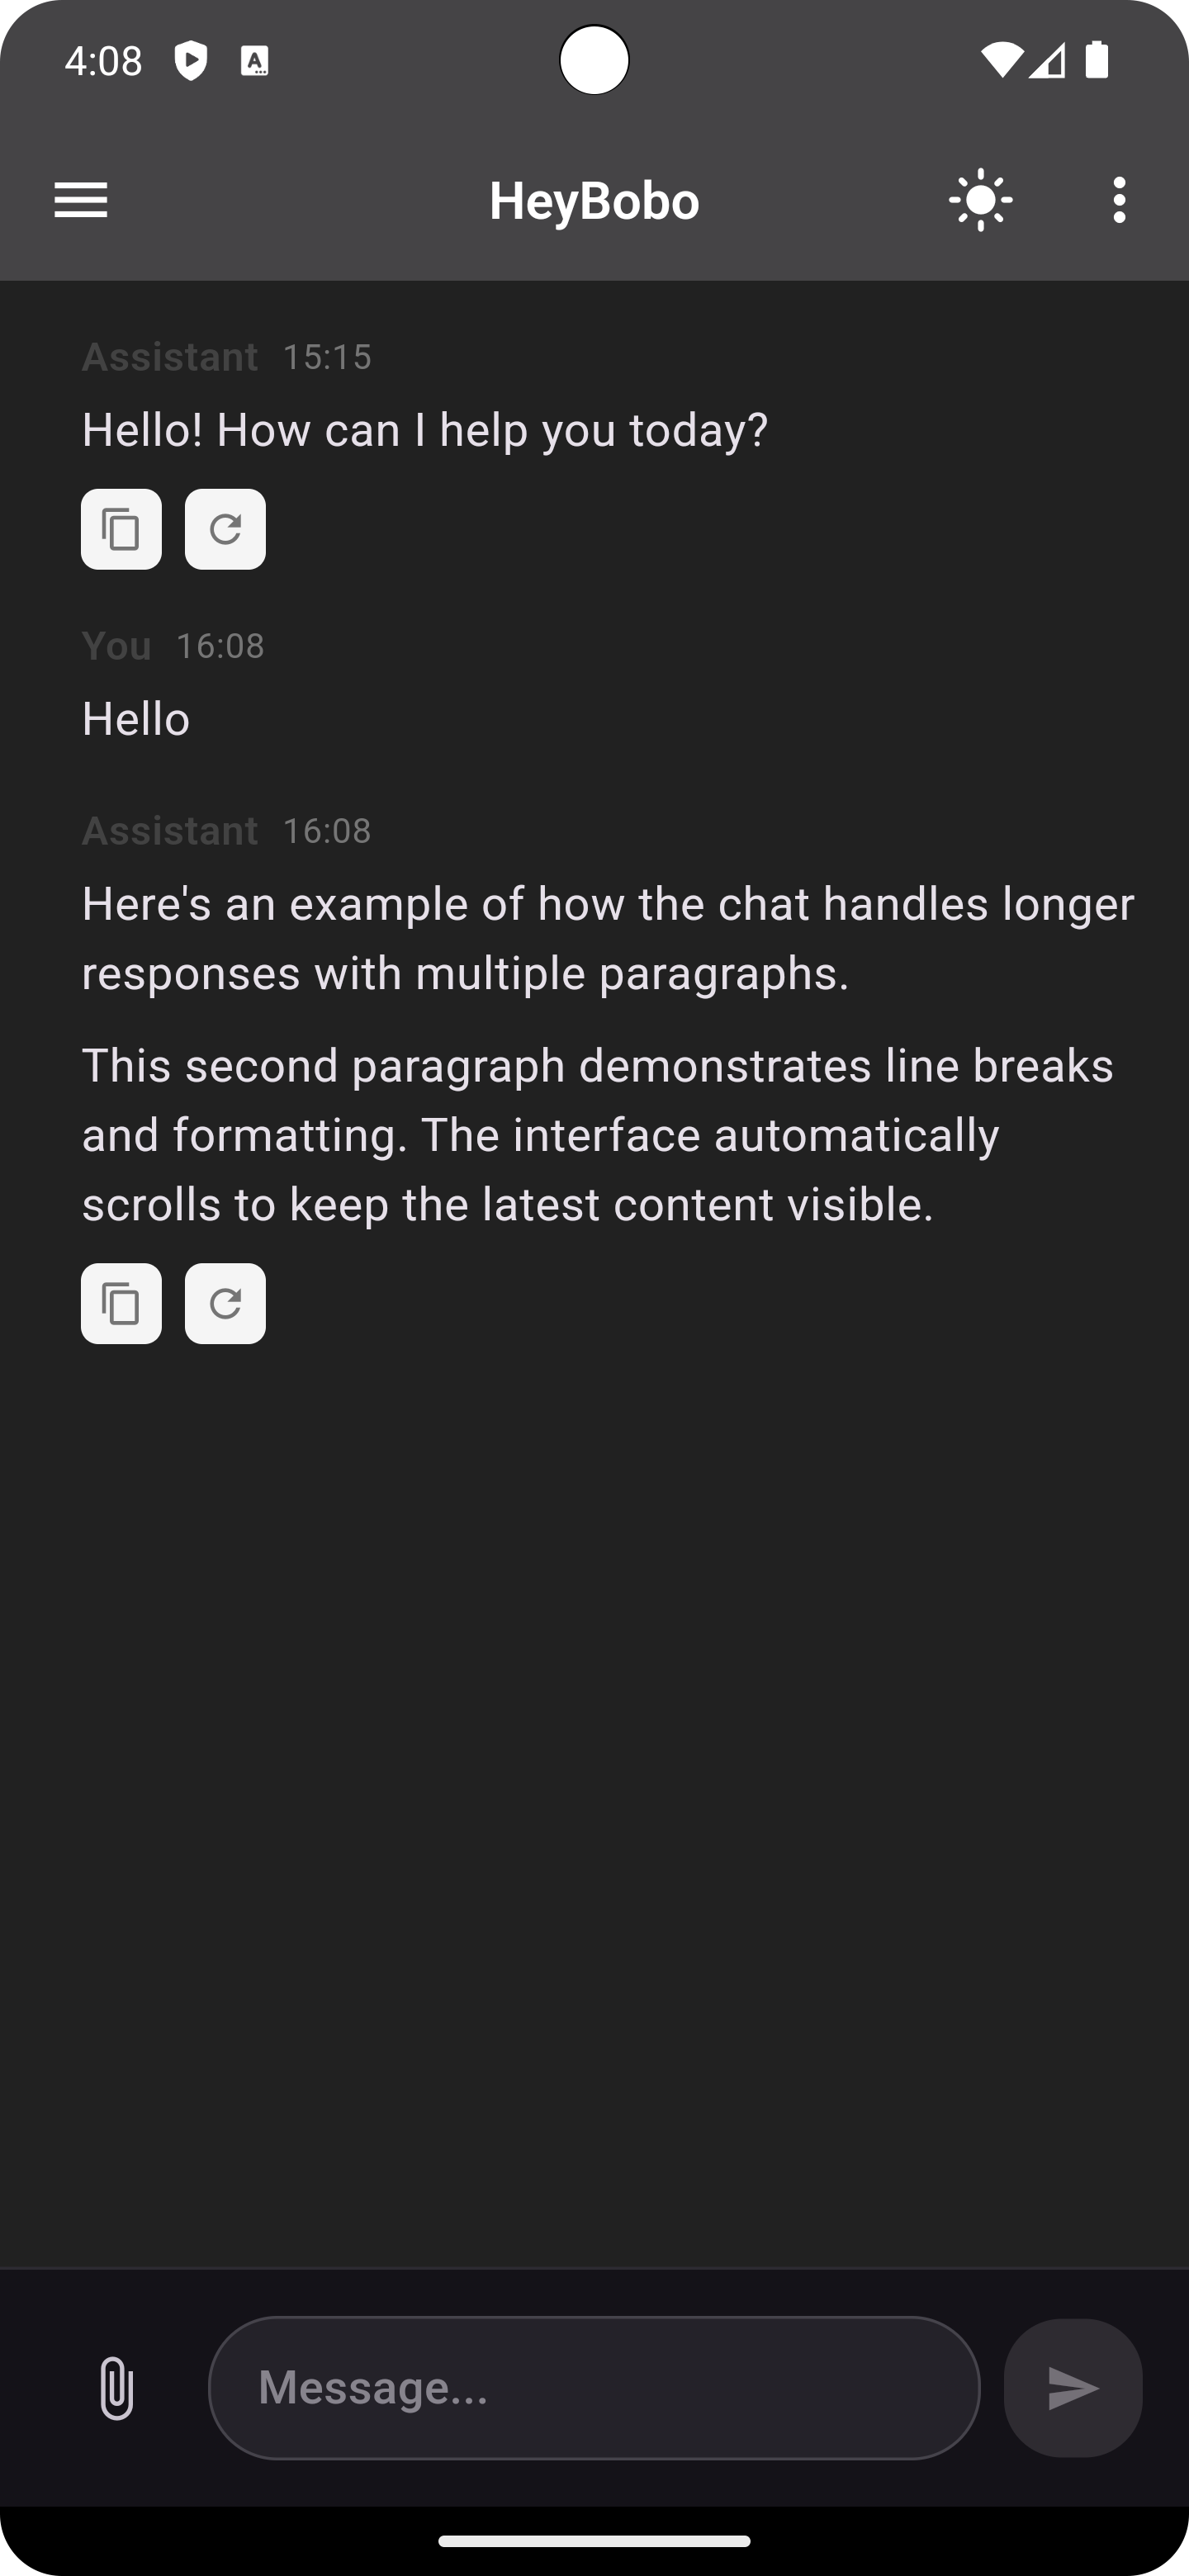 4:08
HeyBobo
Assistant 15:15
Hello! How can I help you today?
You 16:08
Hello
Assistant 16:08
Here's an example of how the chat handles longer
responses with multiple paragraphs.
This second paragraph demonstrates line breaks
and formatting. The interface automatically
scrolls to keep the latest content visible.
Message...